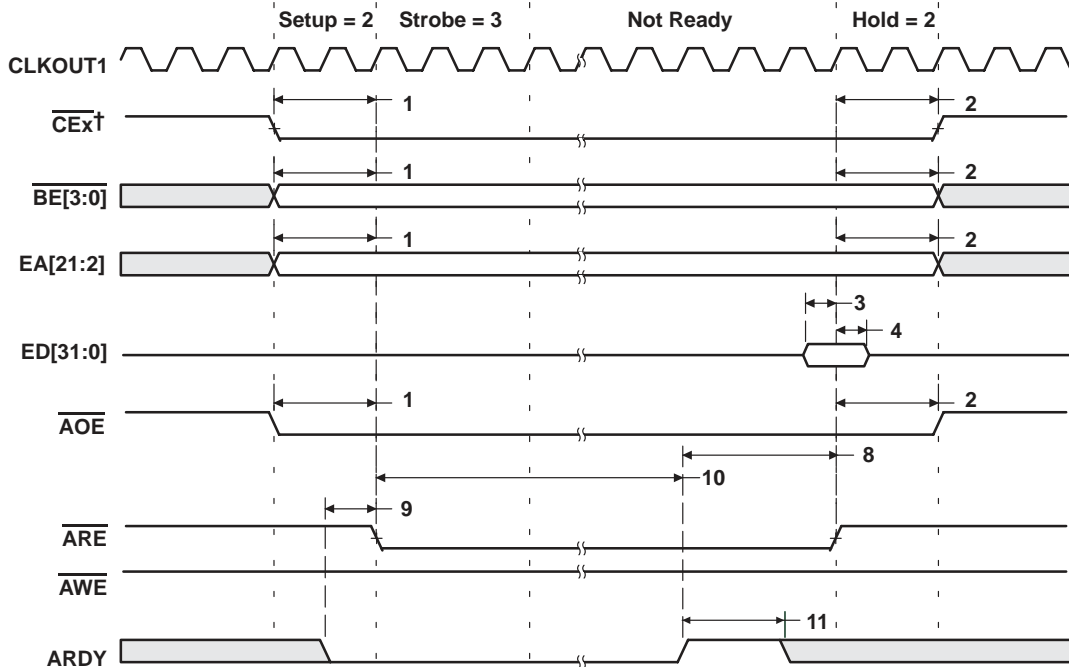 Setup = 2 Strobe = 3 Not Ready Hold = 2
CLKOUT1
1 2
CEx†
1 2
BE[3:0]
1 2
EA[21:2]
3
4
ED[31:0]
1 2
AOE
8
10
9
ARE
AWE
11
ARDY